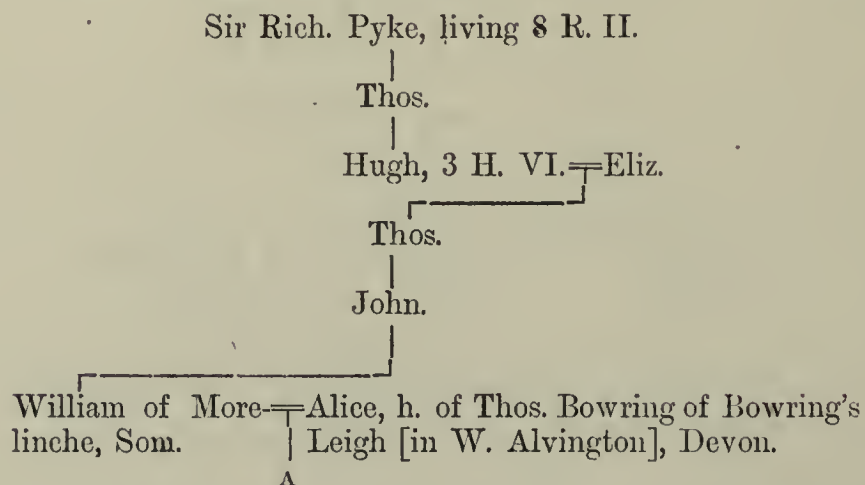 Sir Rich. Pyke, living 8 R. II.
Thos.
Hugh, 3 H. VI.=Eliz.
Thos.
John.
William of More-=Alice, h. of Thos. Bowring of Bowring's
linche, Som. Leigh [in W. Alvington], Devon.
A